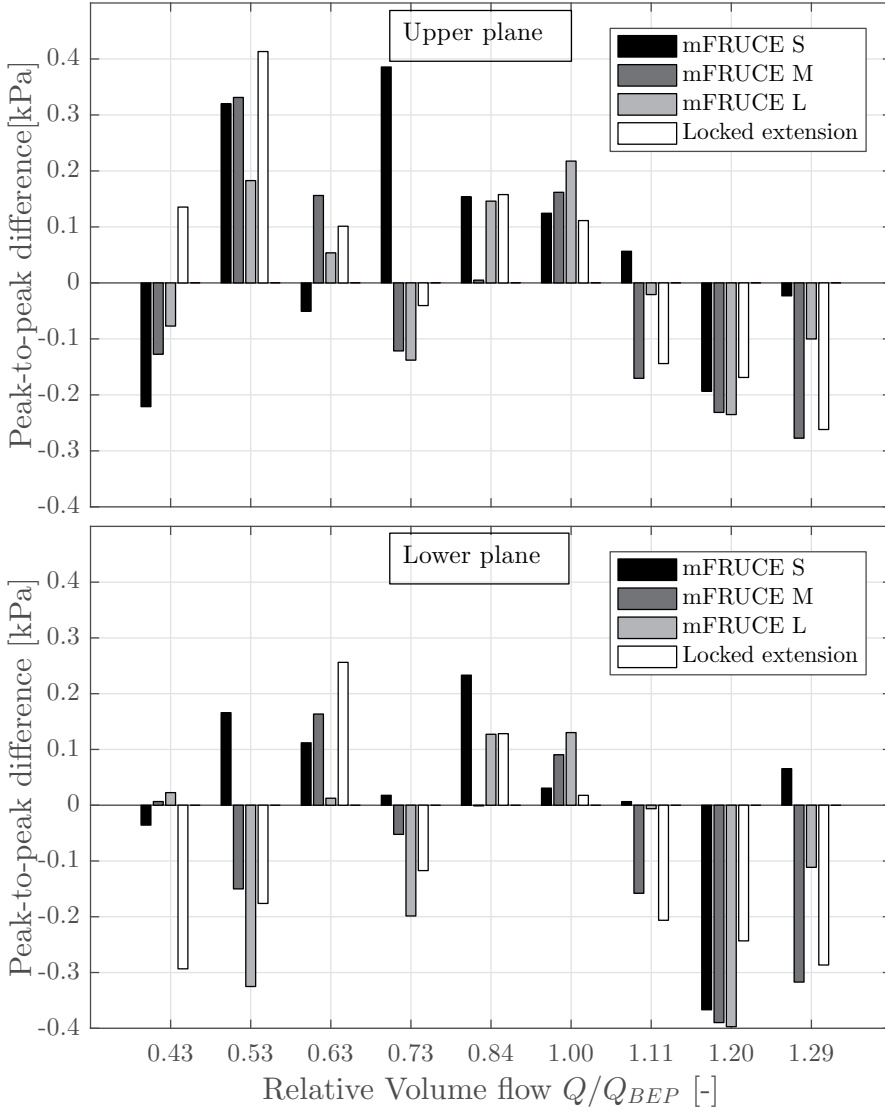 Upper plane
mFRUCE S
mFRUCE M
mFRUCE L
Locked extension
Peak-to-peak difference[kPa]
0.4
0.3
0.2
0.1
0
-0.1
-0.2
-0.3
-0.4
Lower plane
mFRUCE S
mFRUCE M
mFRUCE L
Locked extension
Peak-to-peak difference [kPa]
0.4
0.3
0.2
0.1
0
-0.1
-0.2
-0.3
-0.4
0.43 0.53 0.63 0.73 0.84 1.00 1.11 1.20 1.29
Relative Volume flow Q/Q_{BEP} [-]